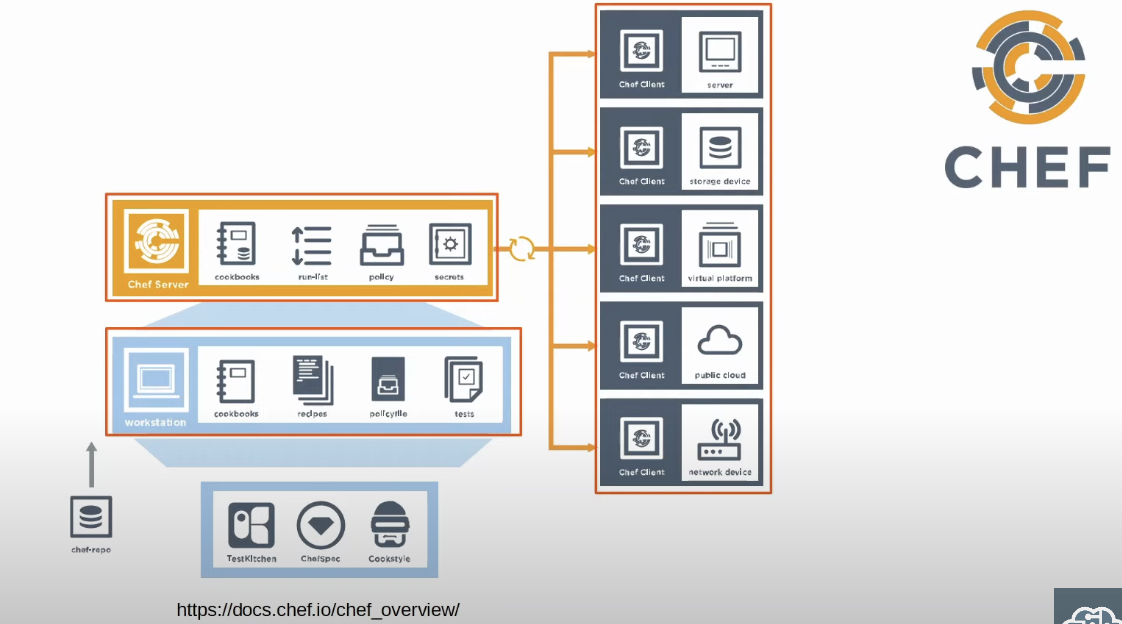 Chef Client
server
CHEF
Chef Client
storage device
Chef Server
cookbooks
run-list
policy
secrets
Chef Client
virtual platform
Chef Client
public cloud
workstation
cookbooks
recipes
policyfile
tests
Chef Client
network device
chef-repo
TestKitchen
ChefSpec
Cookstyle
https://docs.chef.io/chef_overview/